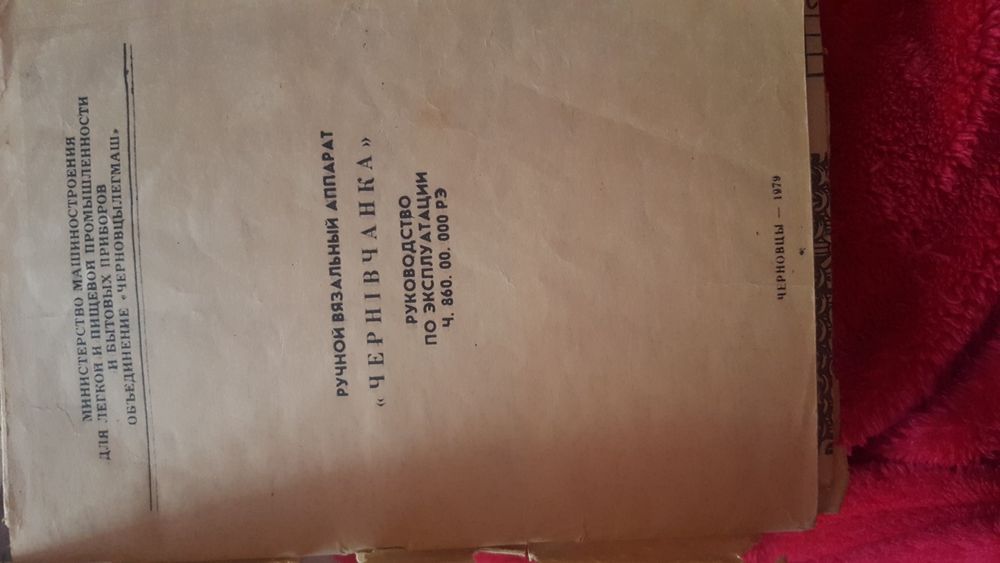 МИНИСТЕРСТВО МАШИНОСТРОЕНИЯ
ДЛЯ ЛЕГКОЙ И ПИЩЕВОЙ ПРОМЫШЛЕННОСТИ
И БЫТОВЫХ ПРИБОРОВ
ОБЪЕДИНЕНИЕ «ЧЕРНОВЦЫЛЕГМАШ»
РУЧНОЙ ВЯЗАЛЬНЫЙ АППАРАТ
«ЧЕРНІВЧАНКА»
РУКОВОДСТВО
ПО ЭКСПЛУАТАЦИИ
Ч. 860. 00. 000 РЭ
ЧЕРНОВЦЫ — 1979